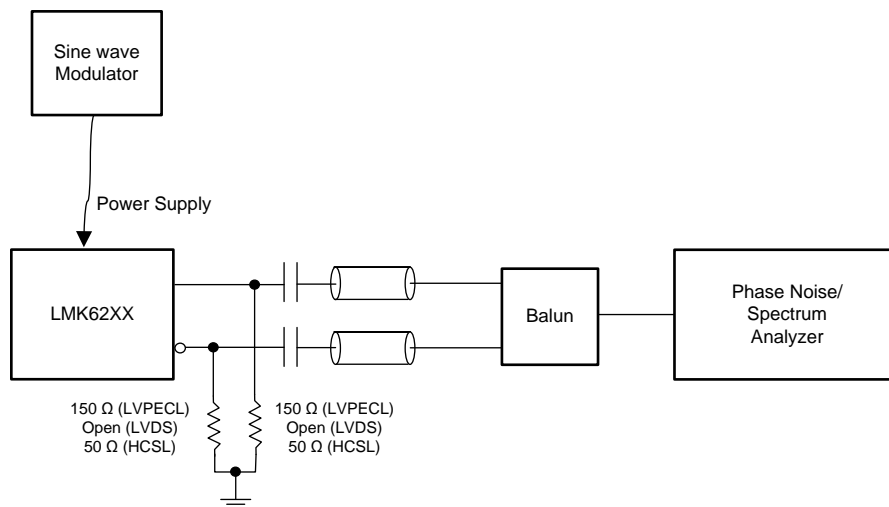 Sine wave
Modulator
Power Supply
LMK62XX
Balun
Phase Noise/
Spectrum
Analyzer
150 Ω (LVPECL)
Open (LVDS)
50 Ω (HCSL)
150 Ω (LVPECL)
Open (LVDS)
50 Ω (HCSL)